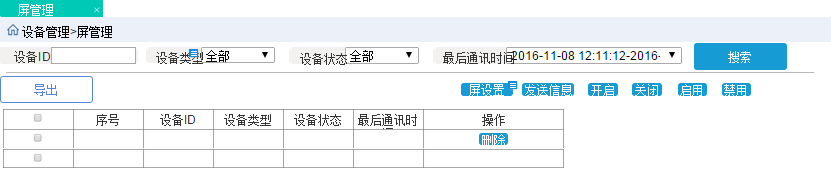 屏管理 ×
设备管理>屏管理
设备ID 设备类型 全部 设备状态 全部 最后通讯时间 2016-11-08 12:11:12-2016- 搜索
导出 屏设置 发送信息 开启 关闭 启用 禁用
序号 设备ID 设备类型 设备状态 最后通讯时间 操作
删除